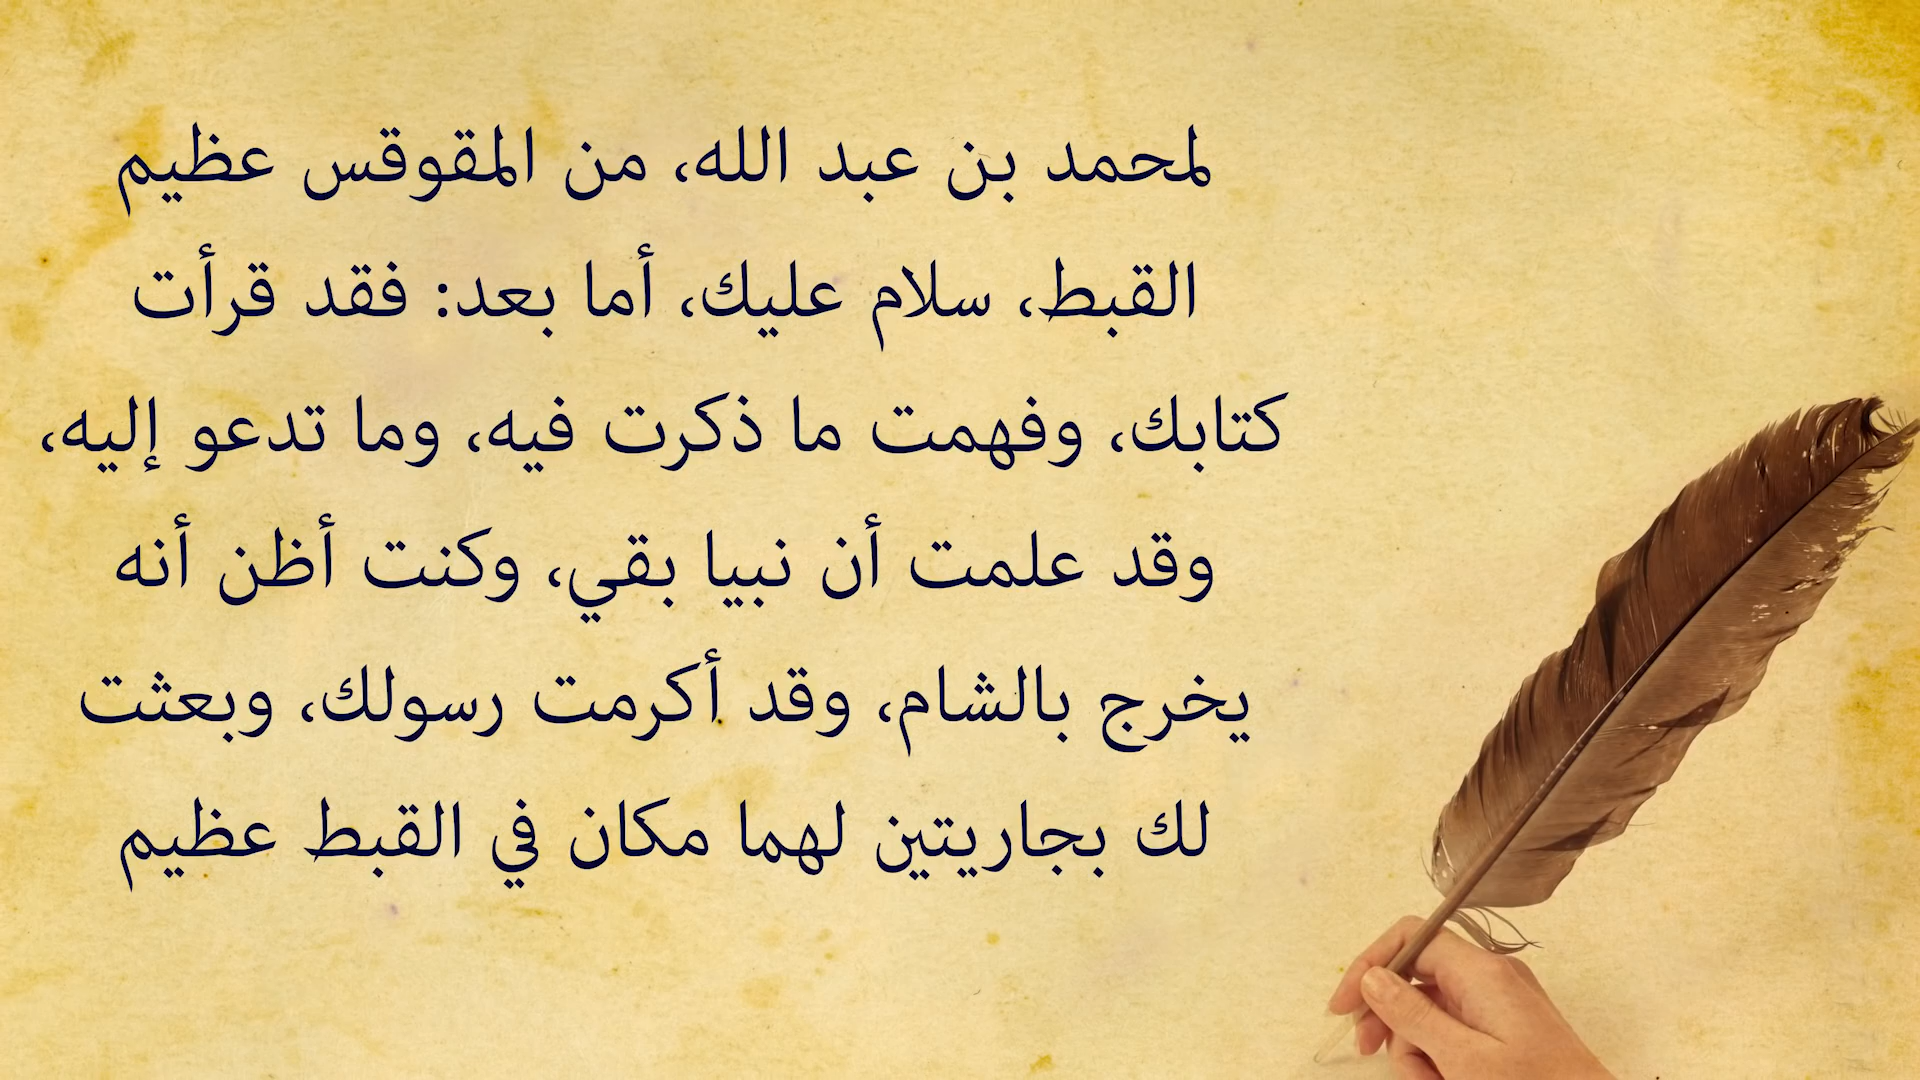 لمحمد بن عبد الله، من المقوقس عظيم
القبط، سلام عليك، أما بعد: فقد قرأت
كتابك، وفهمت ما ذكرت فيه، وما تدعو إليه،
وقد علمت أن نبيا بقي، وكنت أظن أنه
يخرج بالشام، وقد أكرمت رسولك، وبعثت
لك بجاريتين لهما مكان في القبط عظيم